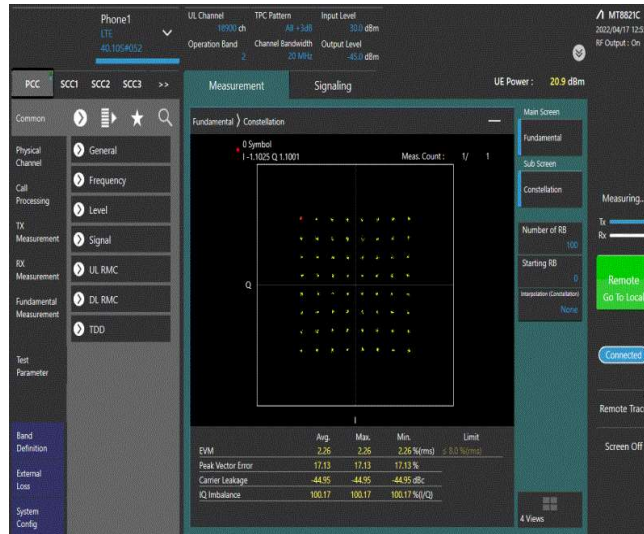 Phone1
LTE
40.10S#052
UL Channel
18900 ch
TPC Pattern
All +3dB
Input Level
30.0 dBm
Operation Band
2
Channel Bandwidth
20 MHz
Output Level
-45.0 dBm
MT8821C
2022/04/17 12:5
RF Output : On
PCC SCC1 SCC2 SCC3 >>
Measurement Signaling
UE Power : 20.9 dBm
Common
Physical
Channel
Call
Processing
TX
Measurement
RX
Measurement
Fundamental
Measurement
Test
Parameter
Band
Definition
External
Loss
System
Config
General
Frequency
Level
Signal
UL RMC
DL RMC
TDD
Fundamental 〉 Constellation
0 Symbol
I -1.1025 Q 1.1001
Meas. Count : 1/ 1
Q
I
Avg. Max. Min. Limit
EVM 2.26 2.26 2.26 %(rms) ≤ 8.0 %(rms)
Peak Vector Error 17.13 17.13 17.13 %
Carrier Leakage -44.95 -44.95 -44.95 dBc
IQ Imbalance 100.17 100.17 100.17 %(I/Q)
Main Screen
Fundamental
Sub Screen
Constellation
Number of RB
100
Starting RB
0
Interpolation (Constellation)
None
4 Views
Measuring...
Tx
Rx
Remote
Go To Local
Connected
Remote Trac
Screen Off